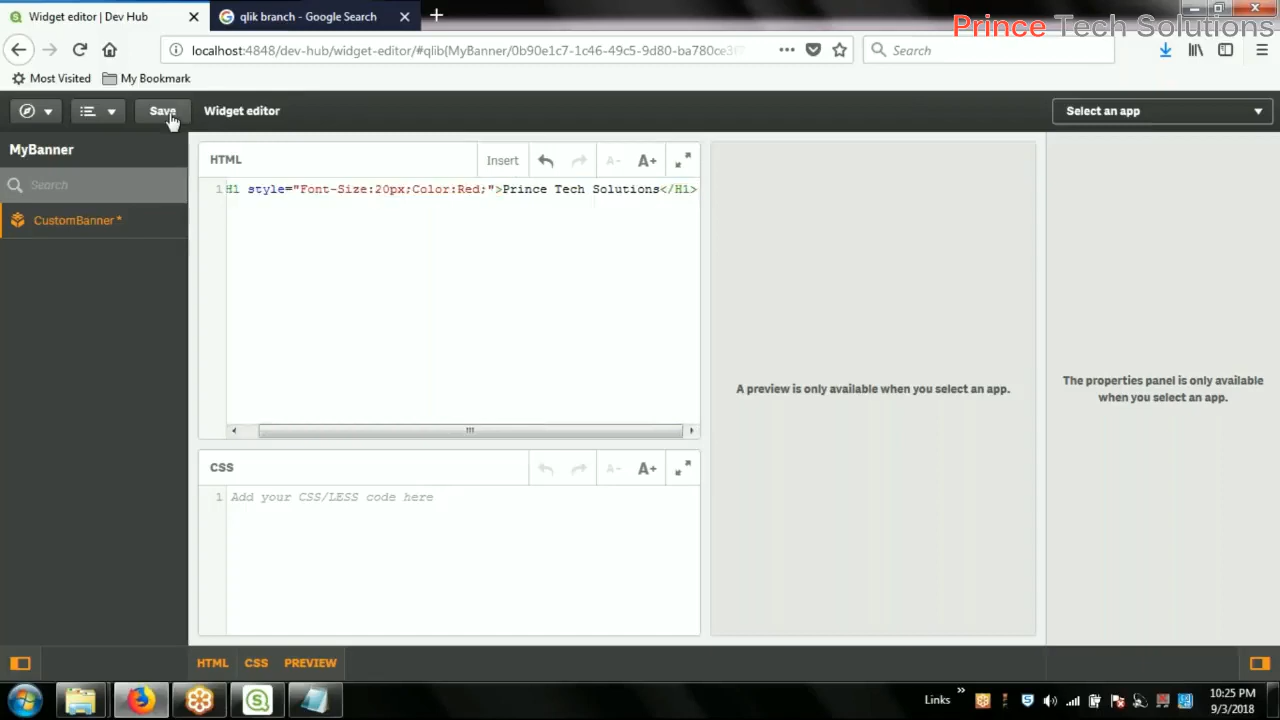 Widget editor | Dev Hub
qlik branch - Google Search
Prince Tech Solutions
localhost:4848/dev-hub/widget-editor/#qlib(MyBanner/0b90e1c7-1c46-49c5-9d80-ba780ce3f
Search
Most Visited
My Bookmark
Save
Widget editor
Select an app
MyBanner
Search
CustomBanner *
HTML
Insert
A-
A+
1 H1 style="Font-Size:20px;Color:Red;">Prince Tech Solutions</H1>
A preview is only available when you select an app.
The properties panel is only available
when you select an app.
CSS
A-
A+
1 Add your CSS/LESS code here
HTML
CSS
PREVIEW
Links
10:25 PM
9/3/2018